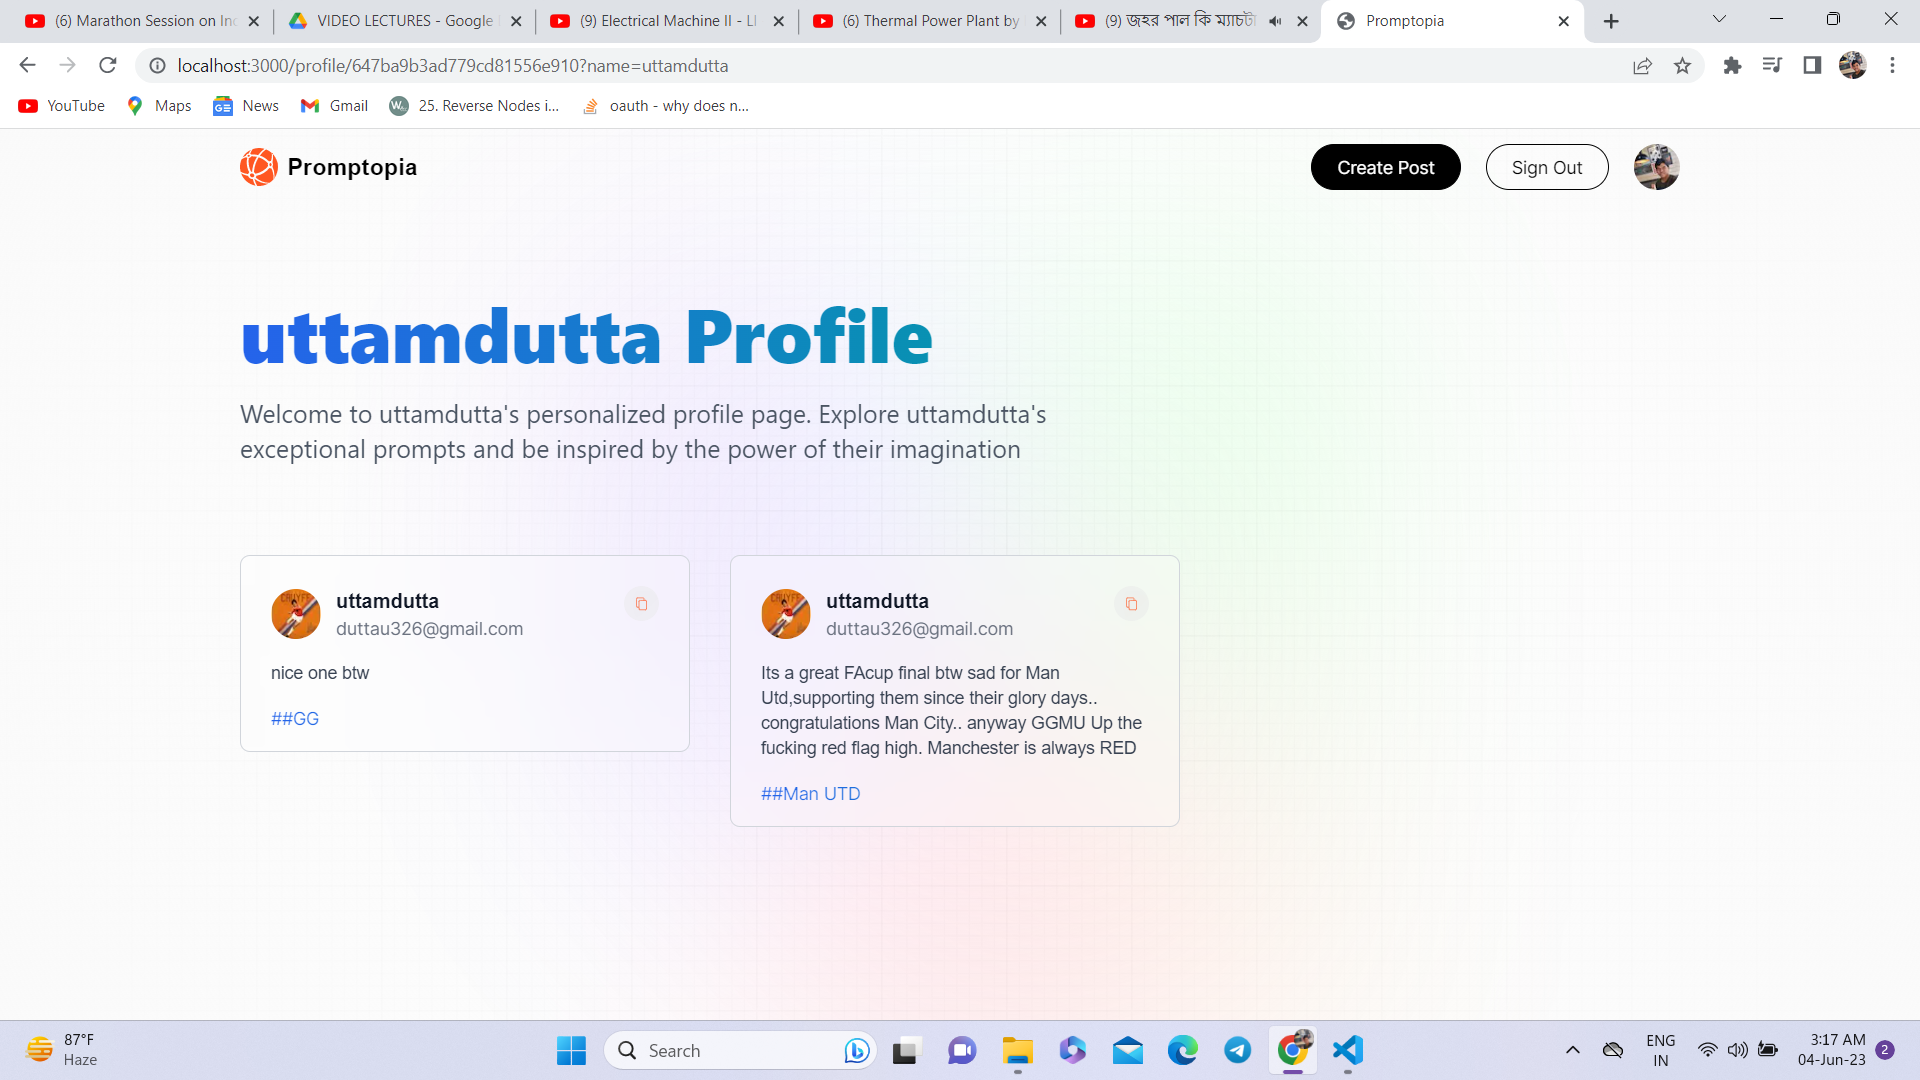 (6) Marathon Session on In
VIDEO LECTURES - Google
(9) Electrical Machine II - L
(6) Thermal Power Plant by
(9) জহর পাল কি ম্যাচটা
Promptopia
localhost:3000/profile/647ba9b3ad779cd81556e910?name=uttamdutta
YouTube
Maps
News
Gmail
25. Reverse Nodes i...
oauth - why does n...
Promptopia
Create Post
Sign Out
uttamdutta Profile
Welcome to uttamdutta's personalized profile page. Explore uttamdutta's
exceptional prompts and be inspired by the power of their imagination
uttamdutta
duttau326@gmail.com
nice one btw
##GG
uttamdutta
duttau326@gmail.com
Its a great FAcup final btw sad for Man
Utd,supporting them since their glory days..
congratulations Man City.. anyway GGMU Up the
fucking red flag high. Manchester is always RED
##Man UTD
87°F
Haze
Search
ENG
IN
3:17 AM
04-Jun-23
2